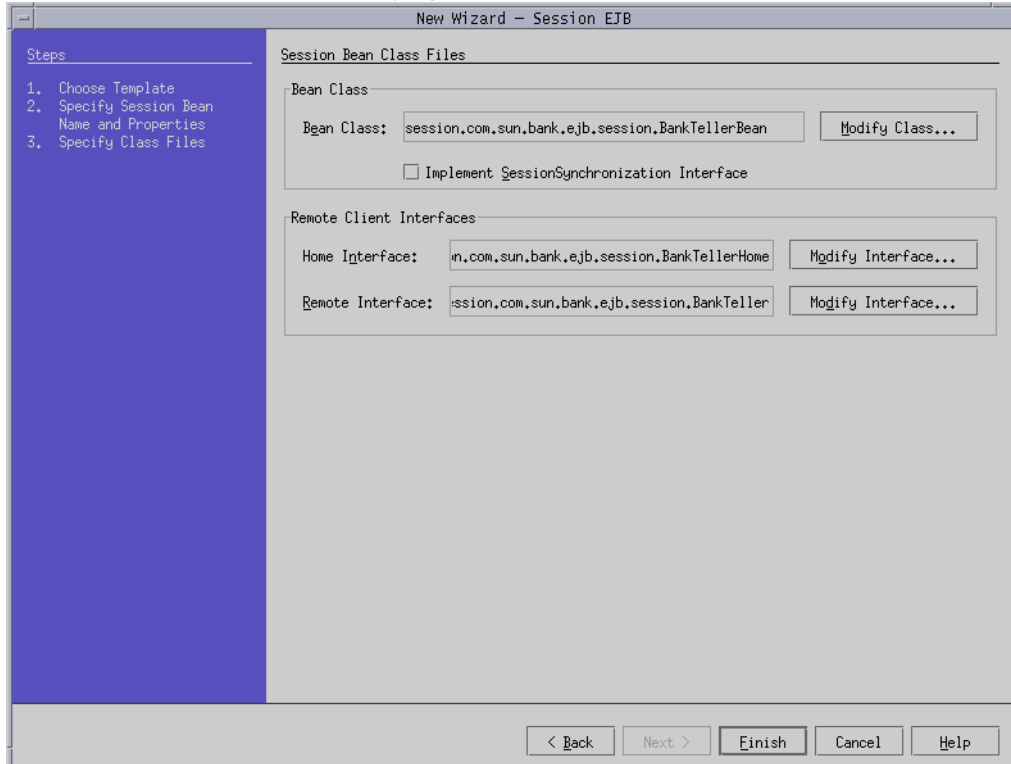 New Wizard - Session EJB
Steps
1. Choose Template
2. Specify Session Bean
Name and Properties
3. Specify Class Files
Session Bean Class Files
Bean Class
Bean Class: session.com.sun.bank.ejb.session.BankTellerBean Modify Class...
Implement SessionSynchronization Interface
Remote Client Interfaces
Home Interface: n.com.sun.bank.ejb.session.BankTellerHome Modify Interface...
Remote Interface: ssion.com.sun.bank.ejb.session.BankTeller Modify Interface...
< Back Next > Finish Cancel Help